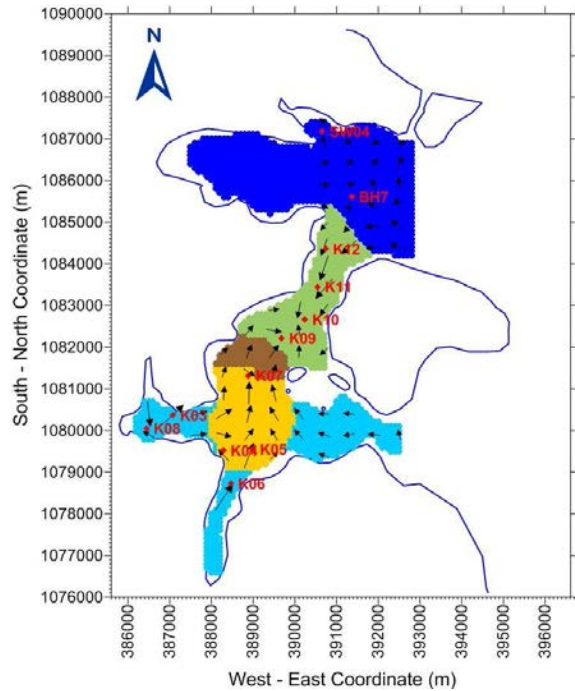 1090000
N
1089000
1088000
SW04
1087000
1086000
BH7
1085000
K12
1084000
K11
1083000
K10
K09
1082000
K07
1081000
K03
K08
1080000
K04
K05
1079000
K06
1078000
1077000
1076000
South - North Coordinate (m)
386000
387000
388000
389000
390000
391000
392000
393000
394000
395000
396000
West - East Coordinate (m)